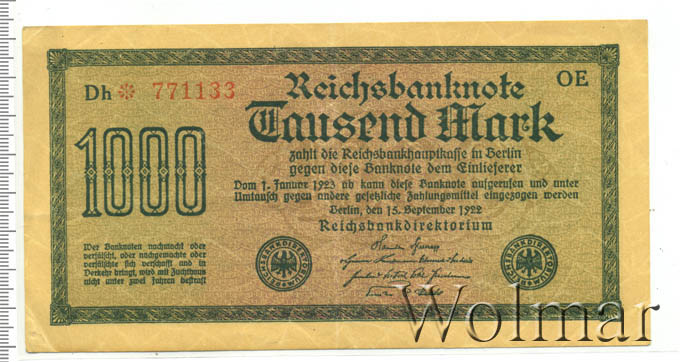 Dh * 771133
Reichsbanknote
OE
1000
Tausend Mark
zahlt die Reichsbankhauptkasse in Berlin
gegen diese Banknote dem Einlieferer
Vom 1. Januar 1923 ab kann diese Banknote aufgerufen und unter
Umtausch gegen andere gesetzliche Zahlungsmittel eingezogen werden
Berlin, den 15. September 1922
Reichsbankdirektorium
Wer Banknoten nachmacht oder
verfälscht, oder nachgemachte oder
verfälschte sich verschafft und in
Verkehr bringt, wird mit Zuchthaus
nicht unter zwei Jahren bestraft
REICHSBANKDIREKTORIUM
REICHSBANKDIREKTORIUM
Wolmar